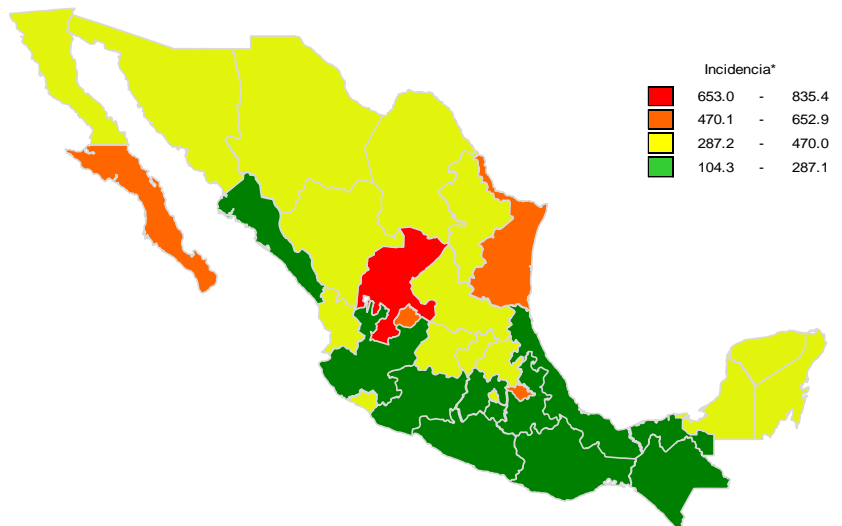 Incidencia*
653.0 - 835.4
470.1 - 652.9
287.2 - 470.0
104.3 - 287.1